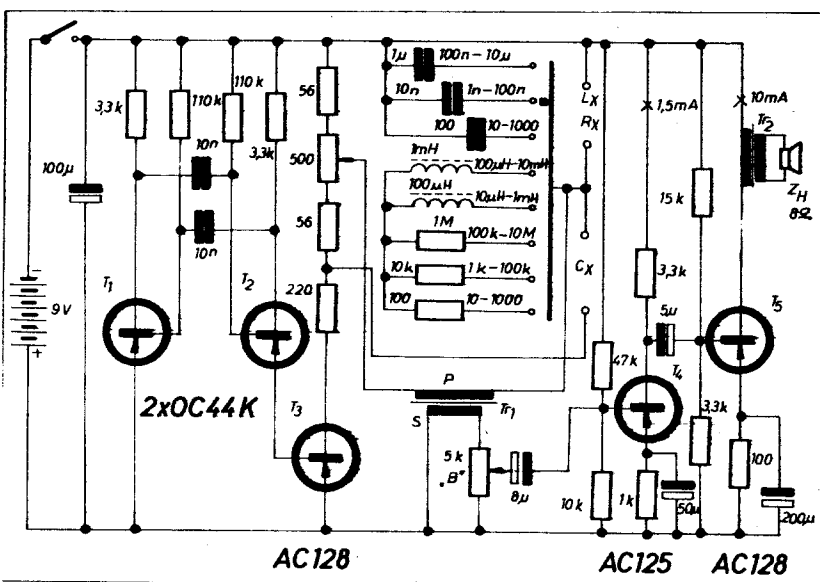 1µ
100n-10µ
10n
1n-100n
100
10-1000
1mH
100µH-10mH
100µH
10µH-1mH
1M
100k-10M
10k
1k-100k
100
10-1000
3,3k
110k
110k
3,3k
10n
10n
100µ
9V
-
+
T1
T2
T3
56
500
56
220
2xOC44K
LX
RX
CX
P
S
Tr1
5k
„B"
8µ
47k
10k
1,5mA
3,3k
T4
1k
50µ
5µ
15k
3,3k
10mA
Tr2
ZH
8Ω
T5
100
200µ
AC128
AC125
AC128